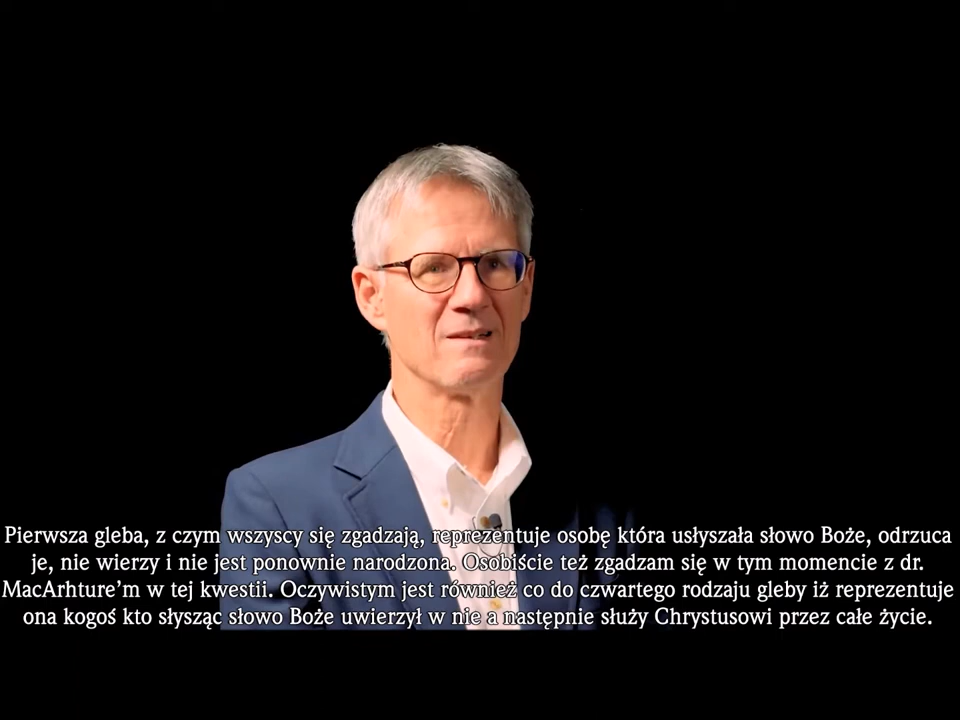 Pierwsza gleba, z czym wszyscy się zgadzają, reprezentuje osobę która usłyszała słowo Boże, odrzuca
je, nie wierzy i nie jest ponownie narodzona. Osobiście też zgadzam się w tym momencie z dr.
MacArhture'm w tej kwestii. Oczywistym jest również co do czwartego rodzaju gleby iż reprezentuje
ona kogoś kto słysząc słowo Boże uwierzył w nie a następnie służy Chrystusowi przez całe życie.